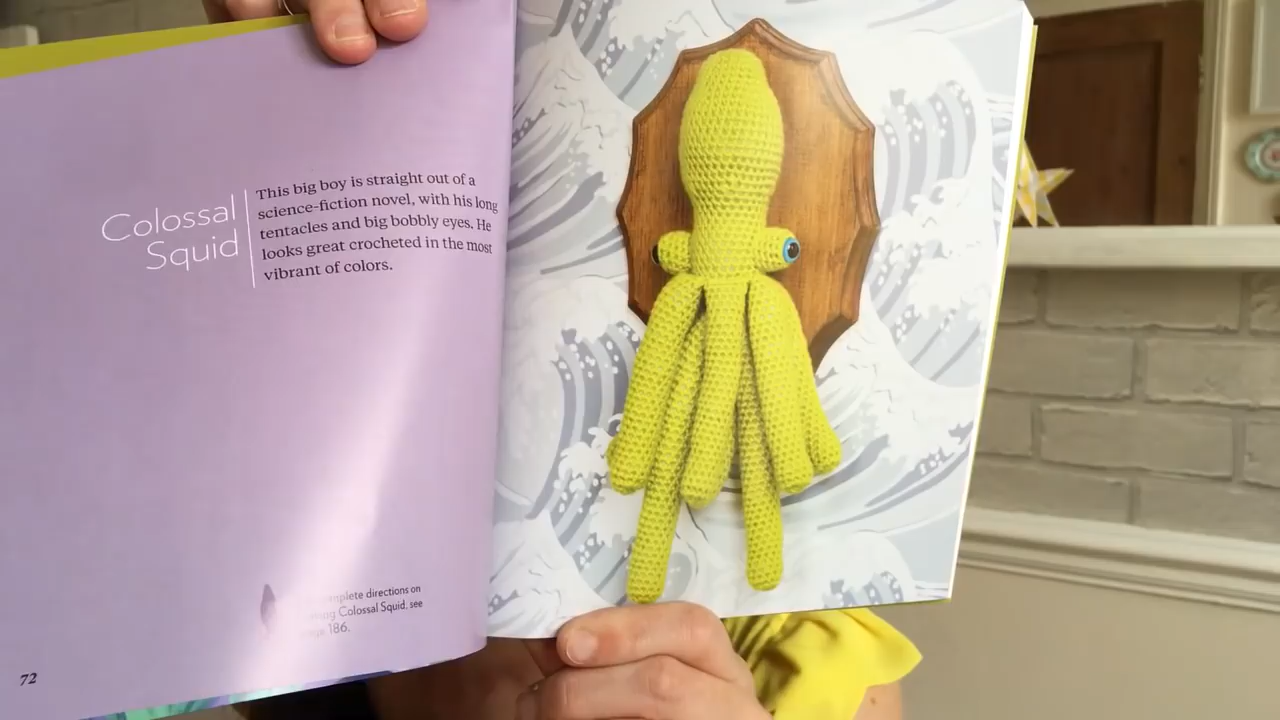 Colossal
Squid
This big boy is straight out of a
science-fiction novel, with his long
tentacles and big bobbly eyes. He
looks great crocheted in the most
vibrant of colors.
directions on
Colossal Squid, see
186.
72